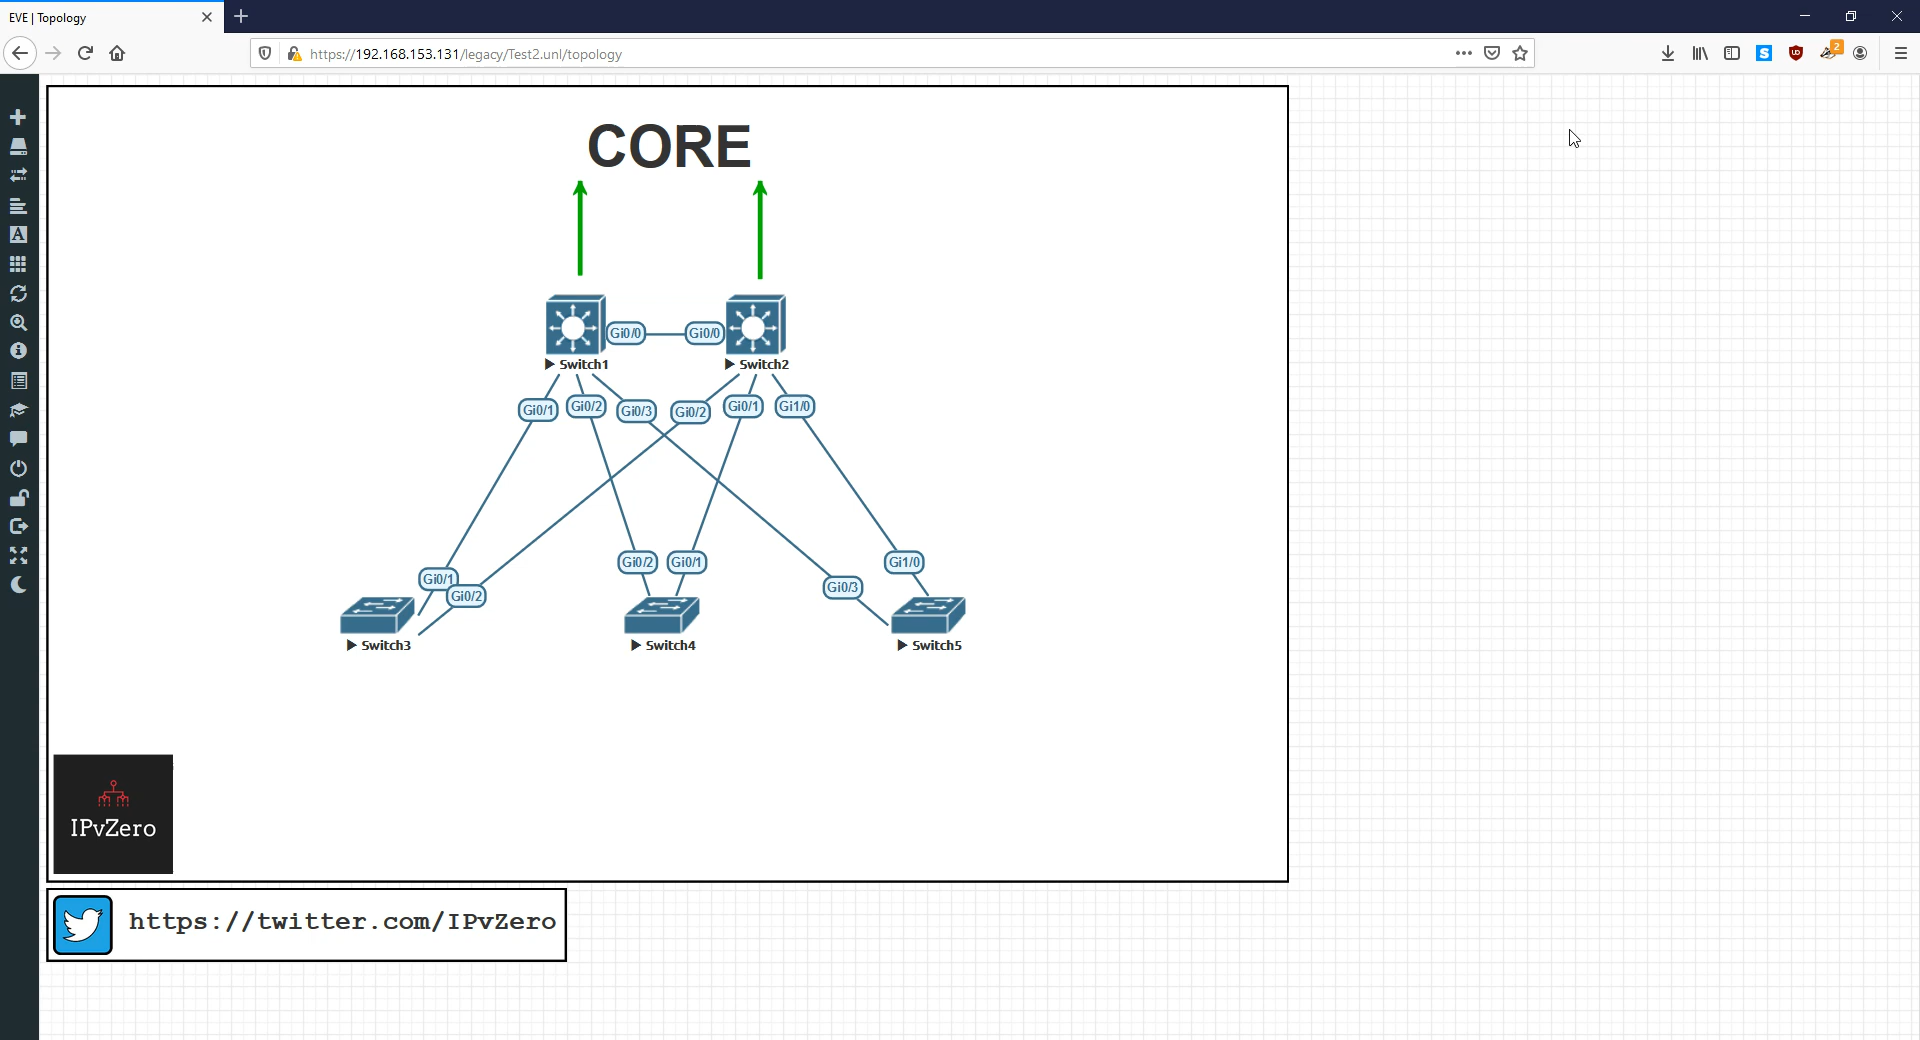 EVE | Topology
https://192.168.153.131/legacy/Test2.unl/topology
S
UD
2
A
CORE
Gi0/0
Gi0/0
Switch1
Switch2
Gi0/1
Gi0/2
Gi0/3
Gi0/2
Gi0/1
Gi1/0
Gi0/1
Gi0/2
Gi0/2
Gi0/1
Gi0/3
Gi1/0
Switch3
Switch4
Switch5
IPvZero
https://twitter.com/IPvZero